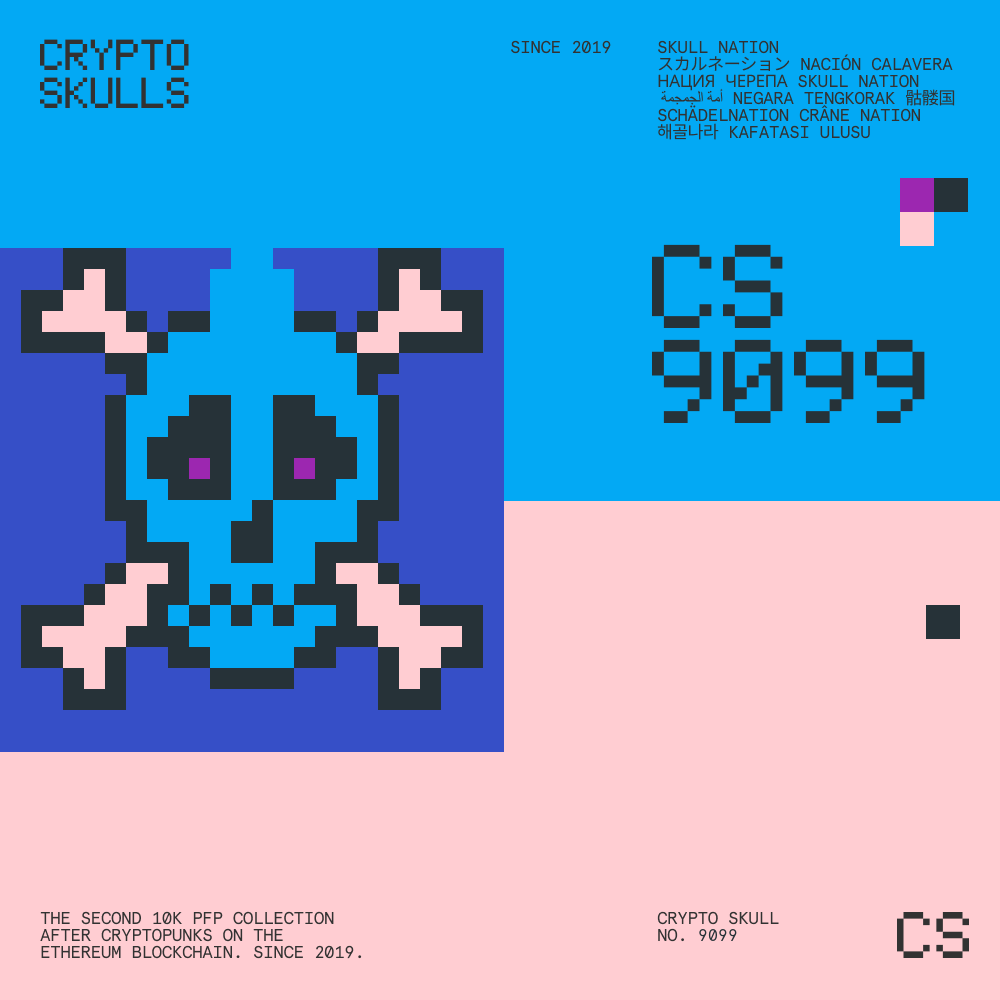 CRYPTO
SKULLS
SINCE 2019
SKULL NATION
スカルネーション NACIÓN CALAVERA
НАЦИЯ ЧЕРЕПА SKULL NATION
أمة الجمجمة NEGARA TENGKORAK 骷髅国
SCHÄDELNATION CRÂNE NATION
해골나라 KAFATASI ULUSU
CS
9099
THE SECOND 10K PFP COLLECTION
AFTER CRYPTOPUNKS ON THE
ETHEREUM BLOCKCHAIN. SINCE 2019.
CRYPTO SKULL
NO. 9099
CS